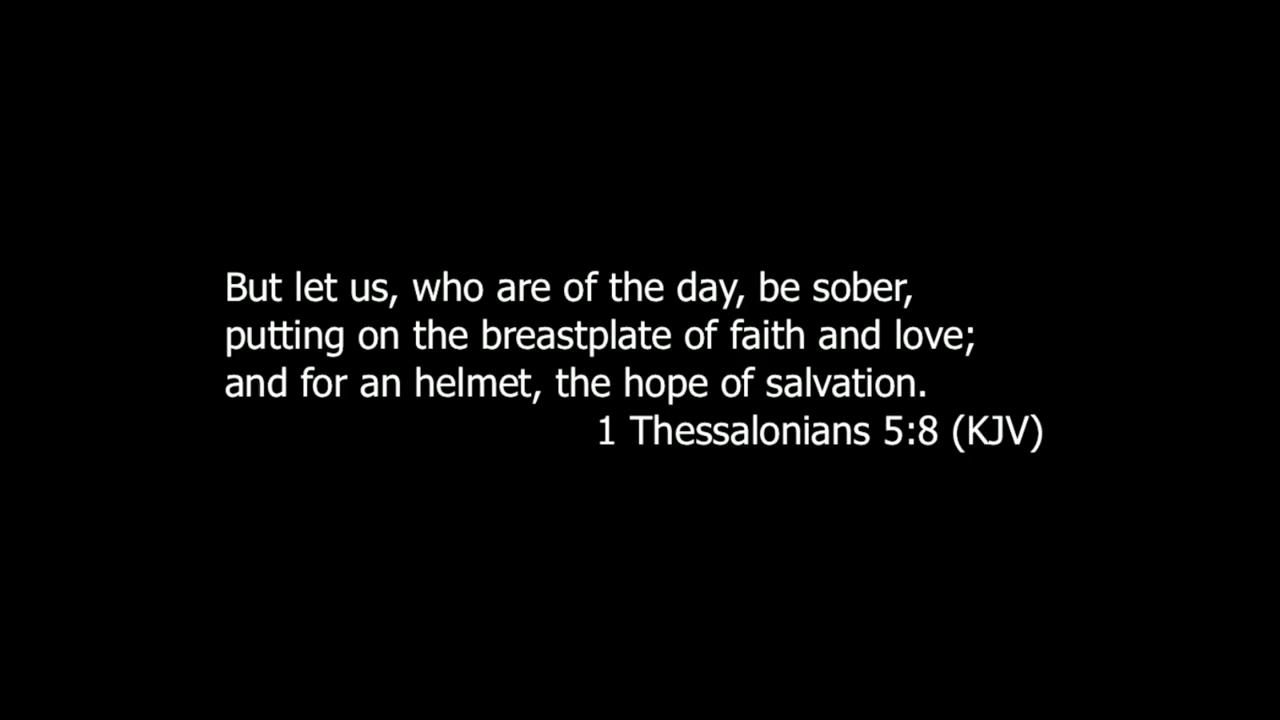 But let us, who are of the day, be sober,
putting on the breastplate of faith and love;
and for an helmet, the hope of salvation.
1 Thessalonians 5:8 (KJV)